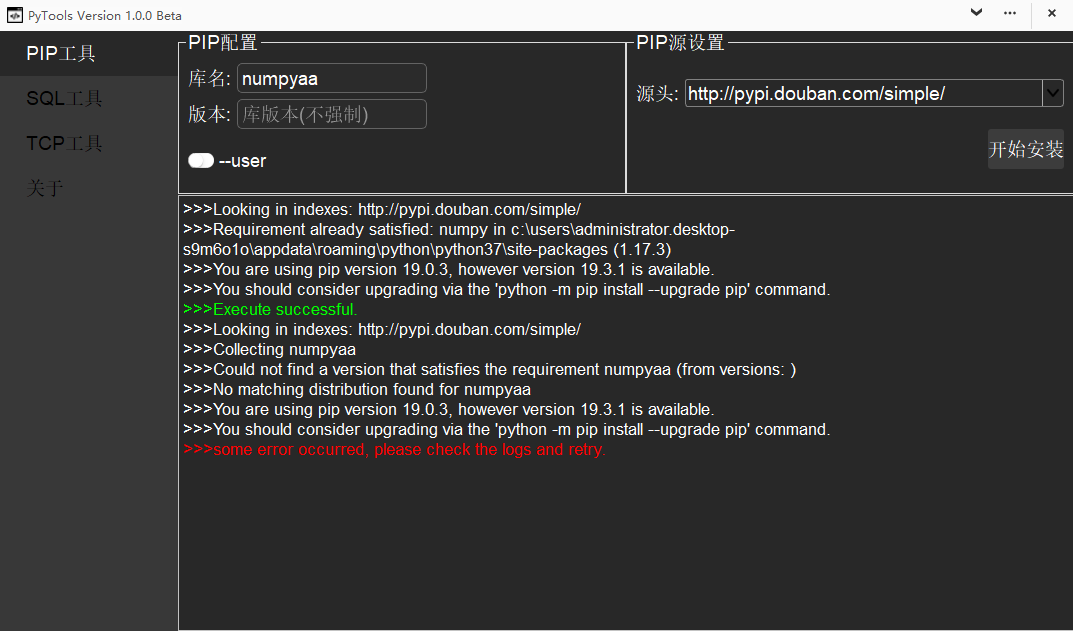 PyTools Version 1.0.0 Beta
PIP工具
SQL工具
TCP工具
关于
PIP配置
库名: numpyaa
版本: 库版本(不强制)
--user
PIP源设置
源头: http://pypi.douban.com/simple/
开始安装
>>>Looking in indexes: http://pypi.douban.com/simple/
>>>Requirement already satisfied: numpy in c:\users\administrator.desktop-
s9m6o1o\appdata\roaming\python\python37\site-packages (1.17.3)
>>>You are using pip version 19.0.3, however version 19.3.1 is available.
>>>You should consider upgrading via the 'python -m pip install --upgrade pip' command.
>>>Execute successful.
>>>Looking in indexes: http://pypi.douban.com/simple/
>>>Collecting numpyaa
>>>Could not find a version that satisfies the requirement numpyaa (from versions: )
>>>No matching distribution found for numpyaa
>>>You are using pip version 19.0.3, however version 19.3.1 is available.
>>>You should consider upgrading via the 'python -m pip install --upgrade pip' command.
>>>some error occurred, please check the logs and retry.